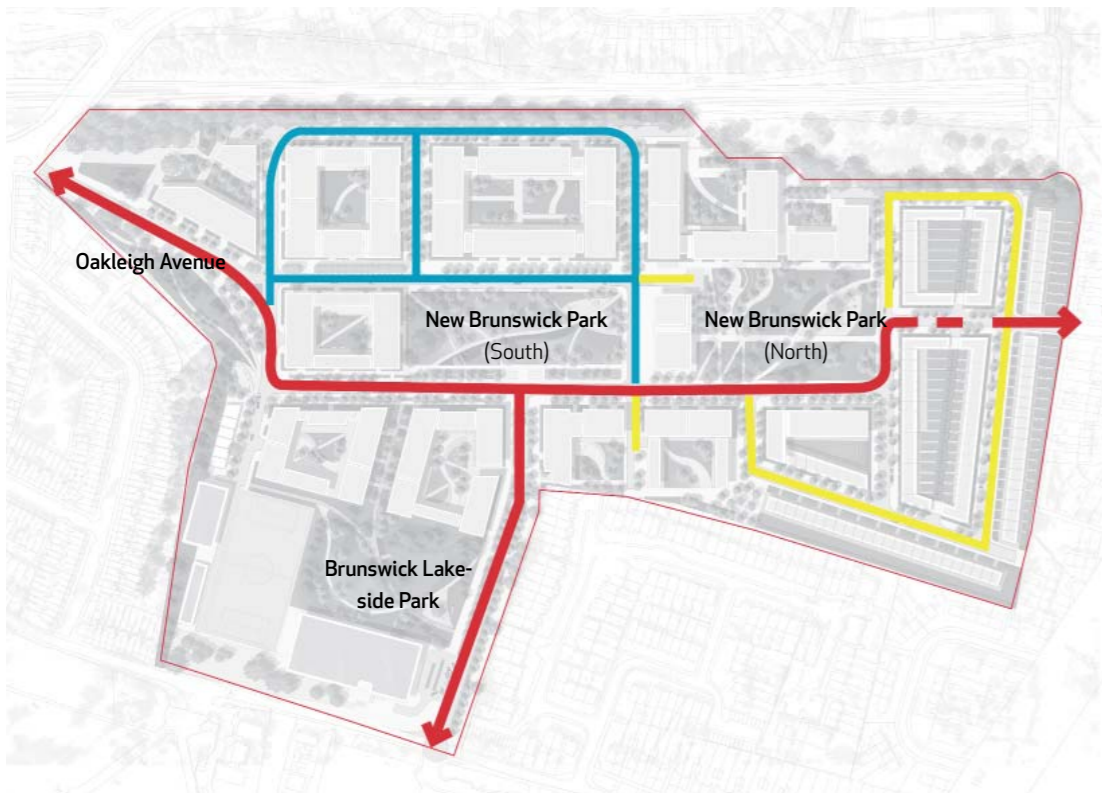 Oakleigh Avenue
New Brunswick Park
(South)
New Brunswick Park
(North)
Brunswick Lake-
side Park